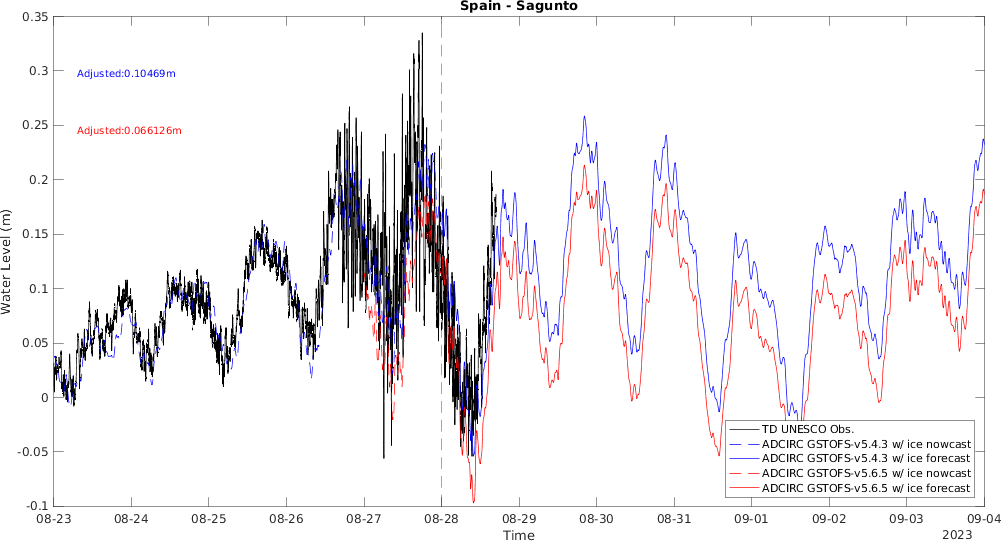 Spain - Sagunto
Water Level (m)
0.35
0.3
0.25
0.2
0.15
0.1
0.05
0
-0.05
-0.1
Adjusted:0.10469m
Adjusted:0.066126m
TD UNESCO Obs.
ADCIRC GSTOFS-v5.4.3 w/ ice nowcast
ADCIRC GSTOFS-v5.4.3 w/ ice forecast
ADCIRC GSTOFS-v5.6.5 w/ ice nowcast
ADCIRC GSTOFS-v5.6.5 w/ ice forecast
08-23 08-24 08-25 08-26 08-27 08-28 08-29 08-30 08-31 09-01 09-02 09-03 09-04
Time
2023